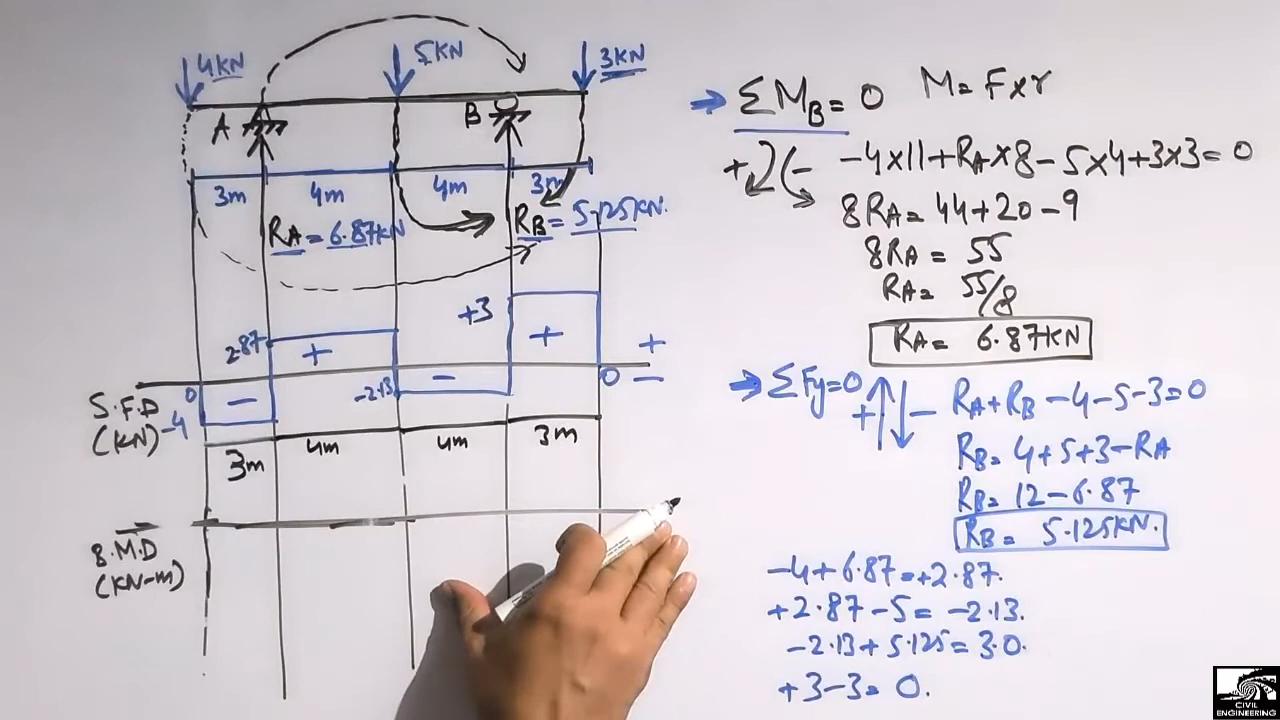 4KN 5KN 3KN
A B
3m 4m 4m 3m
RA = 6.87KN RB = 5.125KN.
2.87 + +3 + +
0 - -2.13 - 0 -
S.F.D
(KN) -4
3m 4m 4m 3m
B.M.D
(KN-m)
ΣMB = 0 M = F×r
+ - -4×11+RA×8-5×4+3×3=0
8RA = 44+20-9
8RA = 55
RA = 55/8
RA = 6.87KN
ΣFy=0 + - RA+RB-4-5-3=0
RB = 4+5+3-RA
RB = 12-6.87
RB = 5.125KN.
-4+6.87=+2.87.
+2.87-5 = -2.13.
-2.13+5.125=3.0.
+3-3 = 0.
CIVIL
ENGINEERING